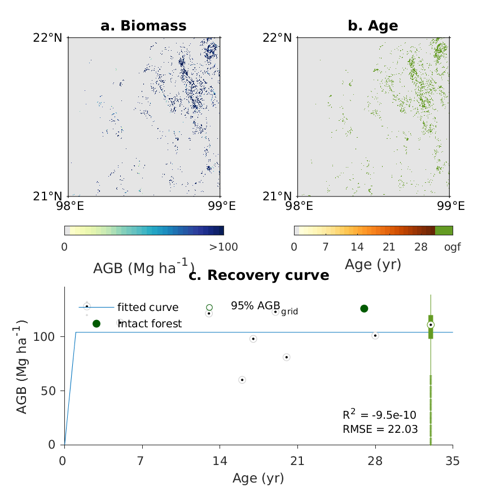 a. Biomass
b. Age
22°N
22°N
21°N
21°N
98°E
99°E
98°E
99°E
0
>100
0
7
14
21
28
ogf
AGB (Mg ha-1)
Age (yr)
c. Recovery curve
fitted curve
95% AGBgrid
Intact forest
AGB (Mg ha-1)
100
50
0
R2 = -9.5e-10
RMSE = 22.03
0
7
14
21
28
35
Age (yr)